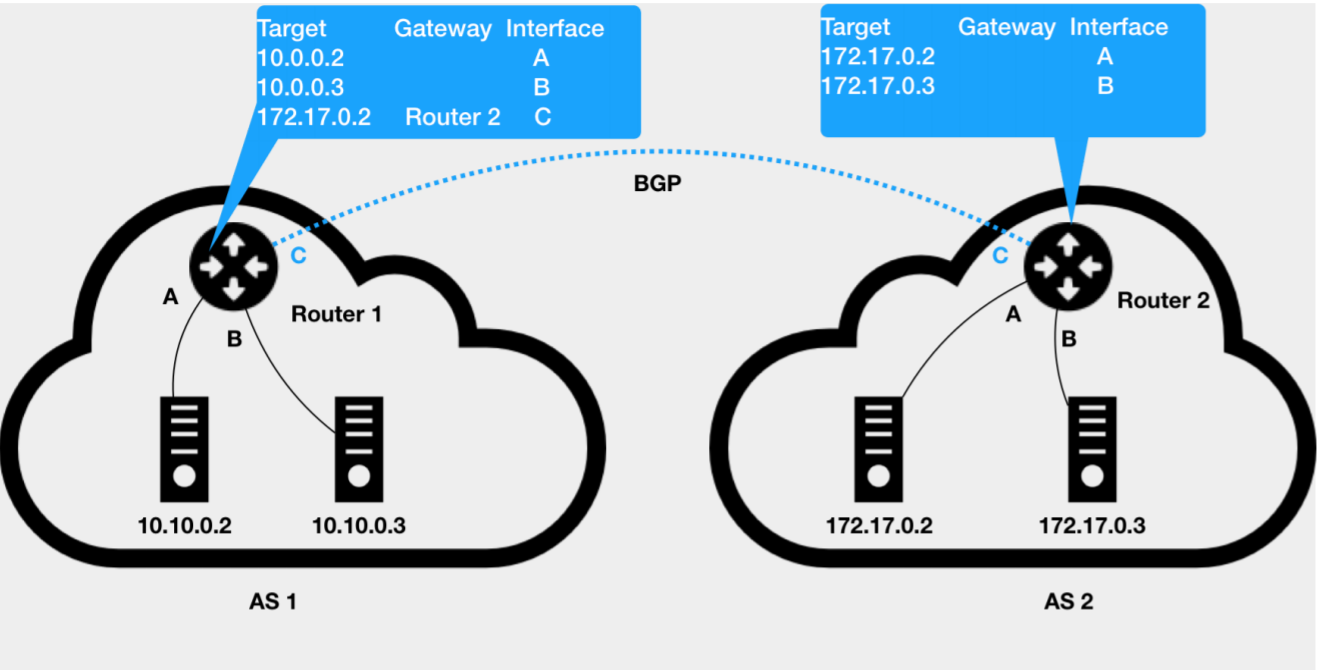 Target Gateway Interface
10.0.0.2 A
10.0.0.3 B
172.17.0.2 Router 2 C
Target Gateway Interface
172.17.0.2 A
172.17.0.3 B
BGP
C
C
A
Router 1
B
A
Router 2
B
10.10.0.2
10.10.0.3
172.17.0.2
172.17.0.3
AS 1
AS 2